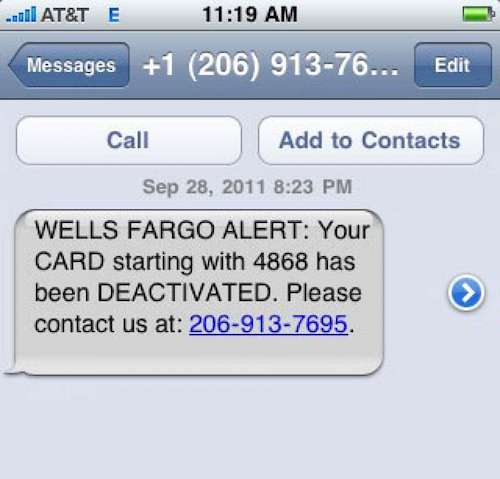 AT&T E 11:19 AM
Messages +1 (206) 913-76... Edit
Call Add to Contacts
Sep 28, 2011 8:23 PM
WELLS FARGO ALERT: Your
CARD starting with 4868 has
been DEACTIVATED. Please
contact us at: 206-913-7695.